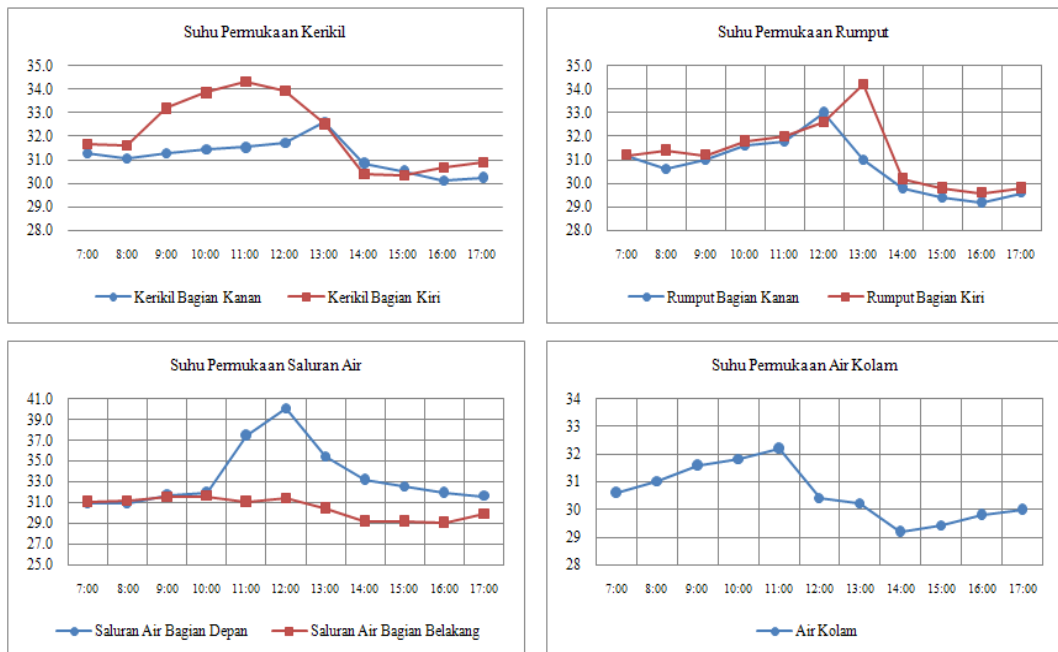 Suhu Permukaan Kerikil
35.0
34.0
33.0
32.0
31.0
30.0
29.0
28.0
7:00 8:00 9:00 10:00 11:00 12:00 13:00 14:00 15:00 16:00 17:00
Kerikil Bagian Kanan Kerikil Bagian Kiri
Suhu Permukaan Rumput
35.0
34.0
33.0
32.0
31.0
30.0
29.0
28.0
7:00 8:00 9:00 10:00 11:00 12:00 13:00 14:00 15:00 16:00 17:00
Rumput Bagian Kanan Rumput Bagian Kiri
Suhu Permukaan Saluran Air
41.0
39.0
37.0
35.0
33.0
31.0
29.0
27.0
25.0
7:00 8:00 9:00 10:00 11:00 12:00 13:00 14:00 15:00 16:00 17:00
Saluran Air Bagian Depan Saluran Air Bagian Belakang
Suhu Permukaan Air Kolam
34
32
31
30
29
28
7:00 8:00 9:00 10:00 11:00 12:00 13:00 14:00 15:00 16:00 17:00
Air Kolam